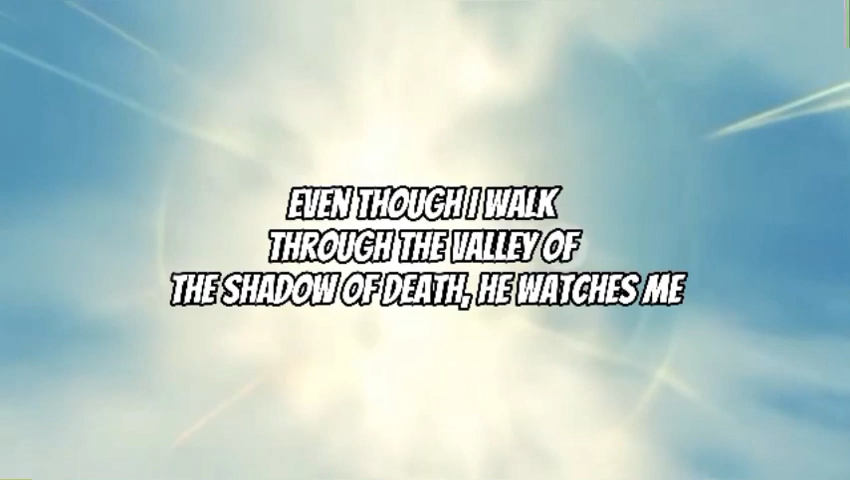 EVEN THOUGH I WALK
THROUGH THE VALLEY OF
THE SHADOW OF DEATH, HE WATCHES ME